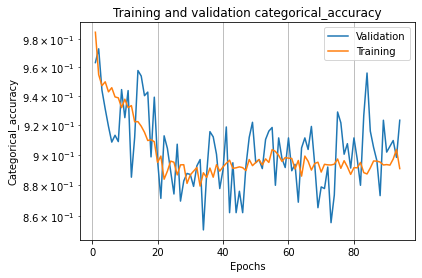 Training and validation categorical_accuracy
Validation
Training
9.8 × 10⁻¹
9.6 × 10⁻¹
9.4 × 10⁻¹
9.2 × 10⁻¹
9 × 10⁻¹
8.8 × 10⁻¹
8.6 × 10⁻¹
Categorical_accuracy
0 20 40 60 80
Epochs